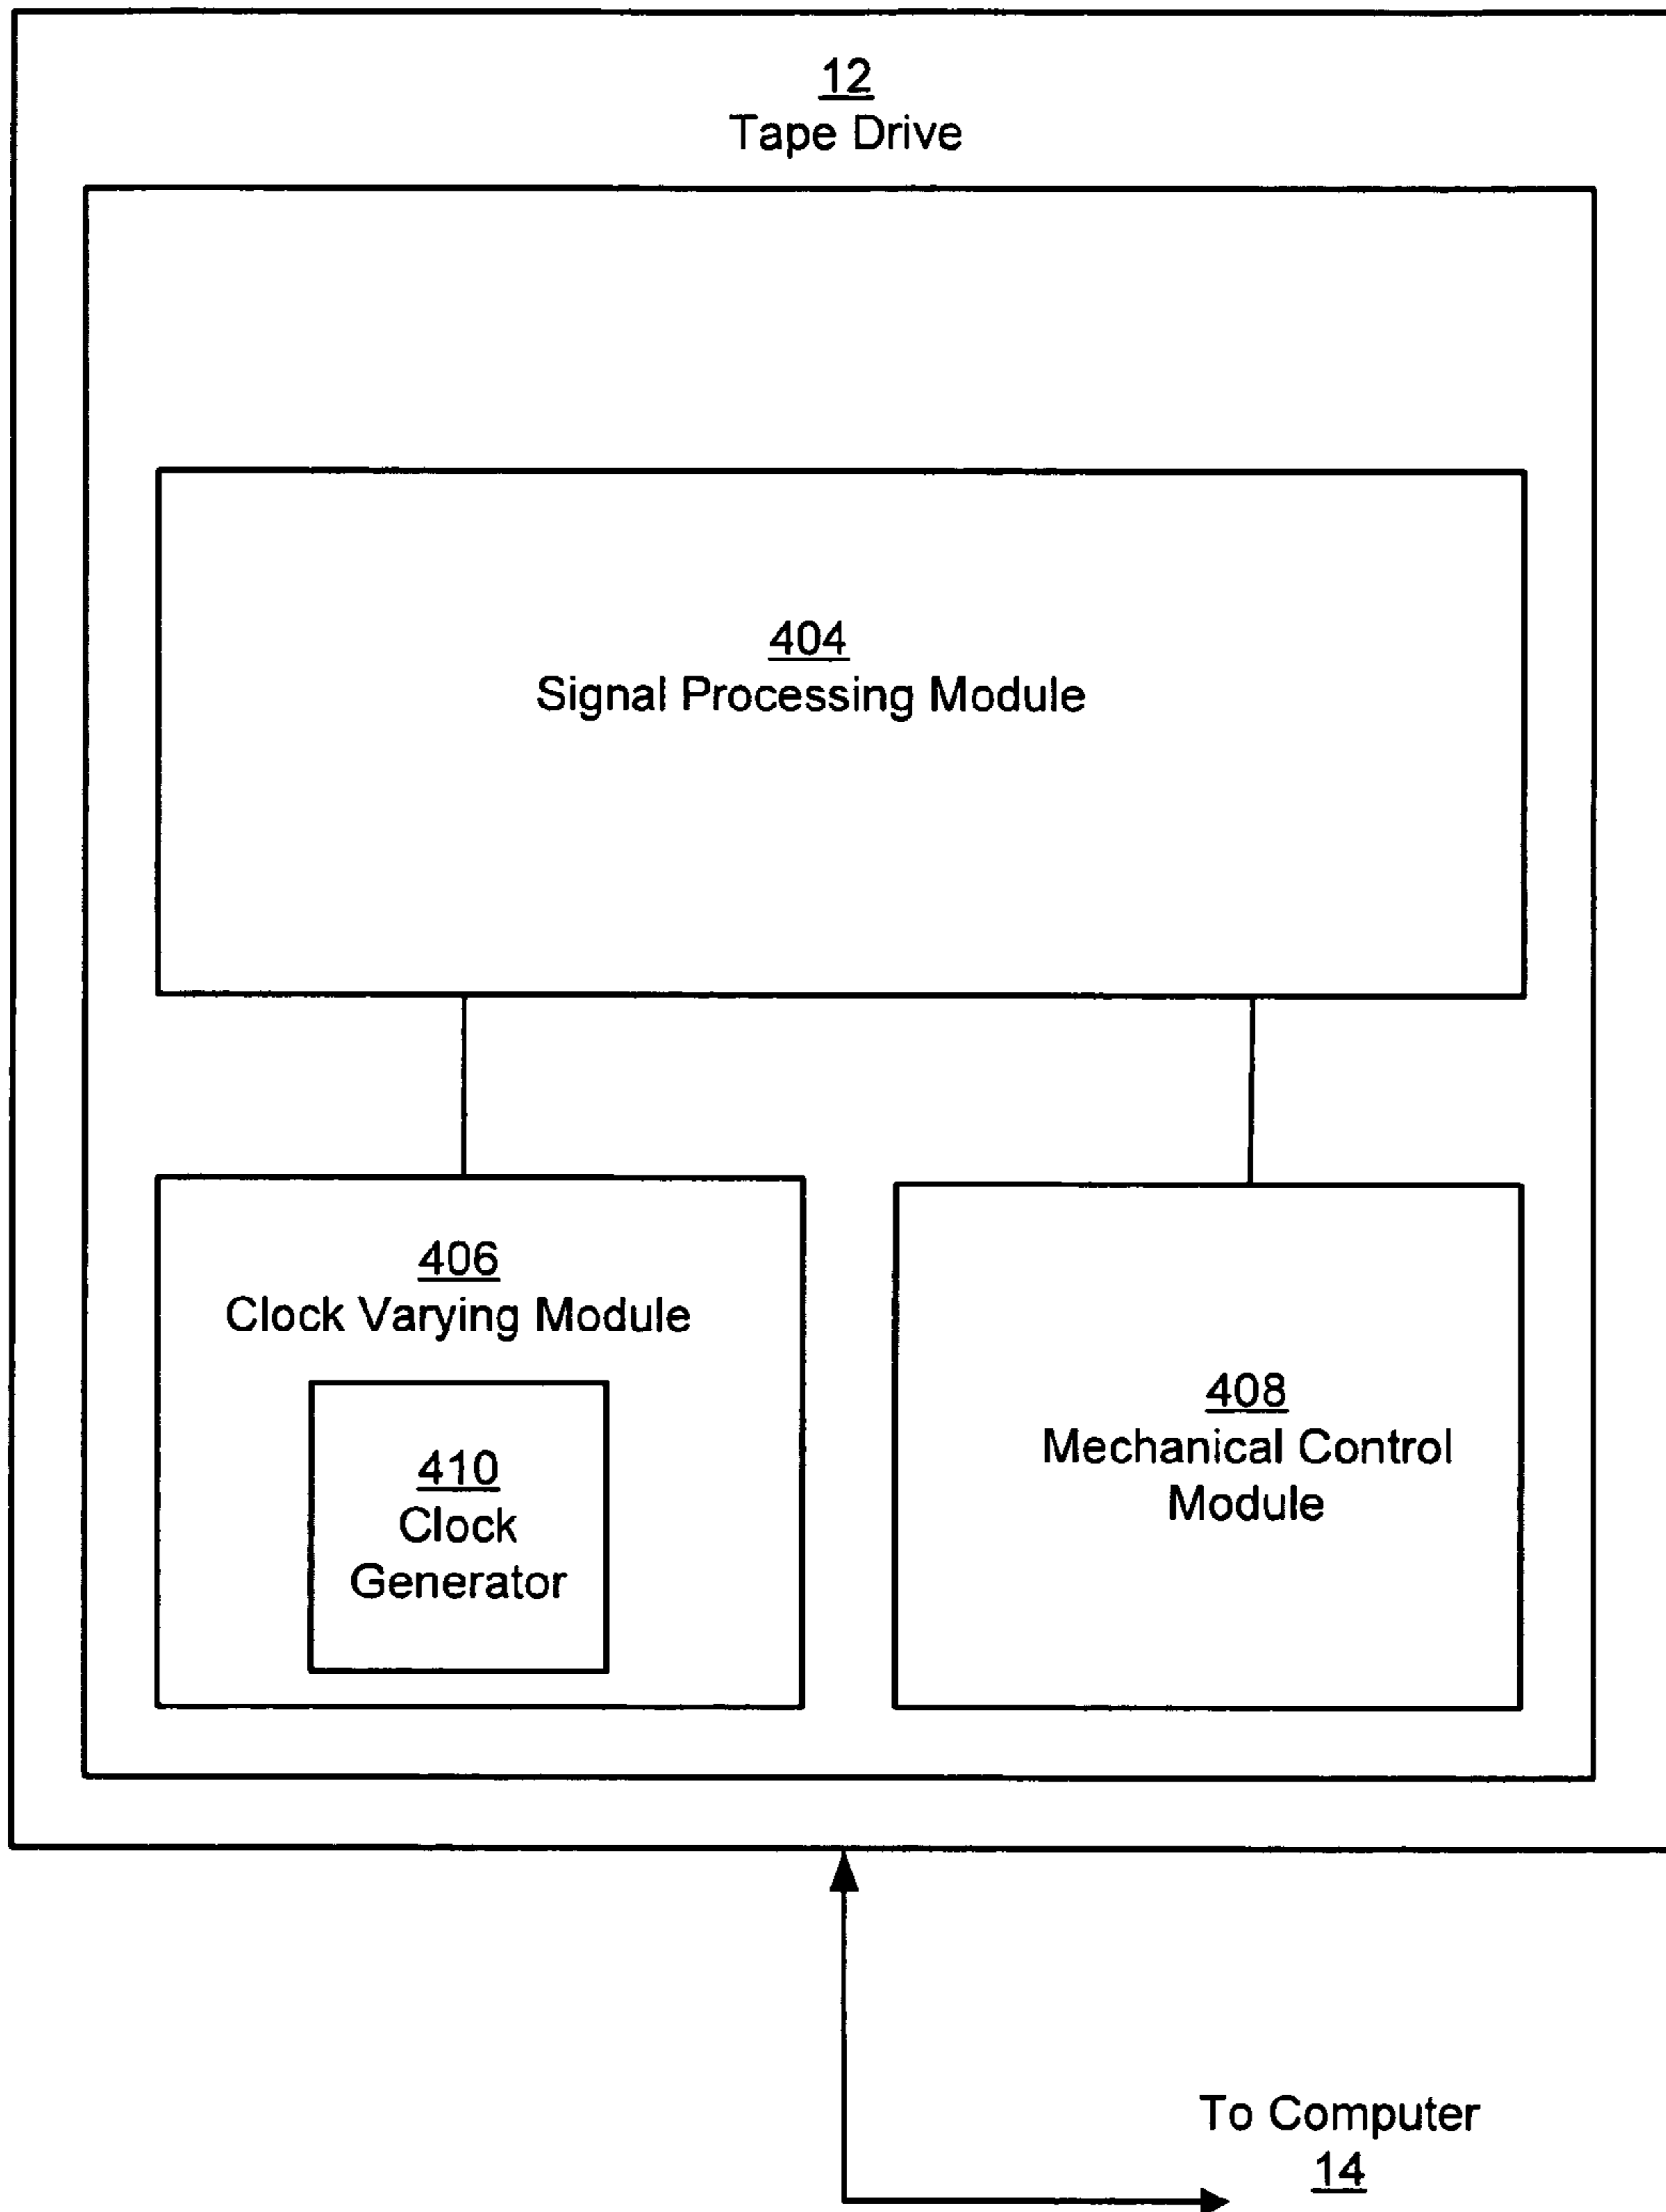 12
Tape Drive
404
Signal Processing Module
406
Clock Varying Module
410
Clock
Generator
408
Mechanical Control
Module
To Computer
14